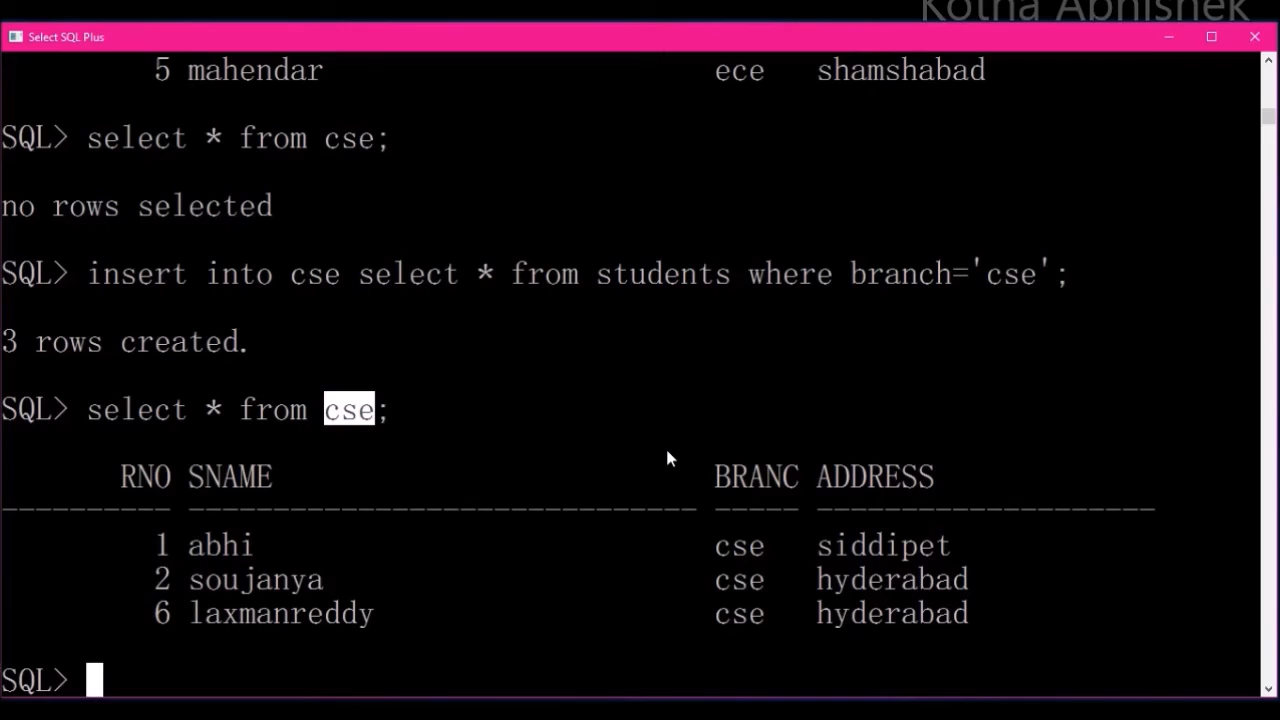 Kotha Abhishek
Select SQL Plus
5 mahendar ece shamshabad
SQL> select * from cse;
no rows selected
SQL> insert into cse select * from students where branch='cse';
3 rows created.
SQL> select * from cse;
RNO SNAME BRANC ADDRESS
---------- ------------------------------ ----- --------------------
1 abhi cse siddipet
2 soujanya cse hyderabad
6 laxmanreddy cse hyderabad
SQL>